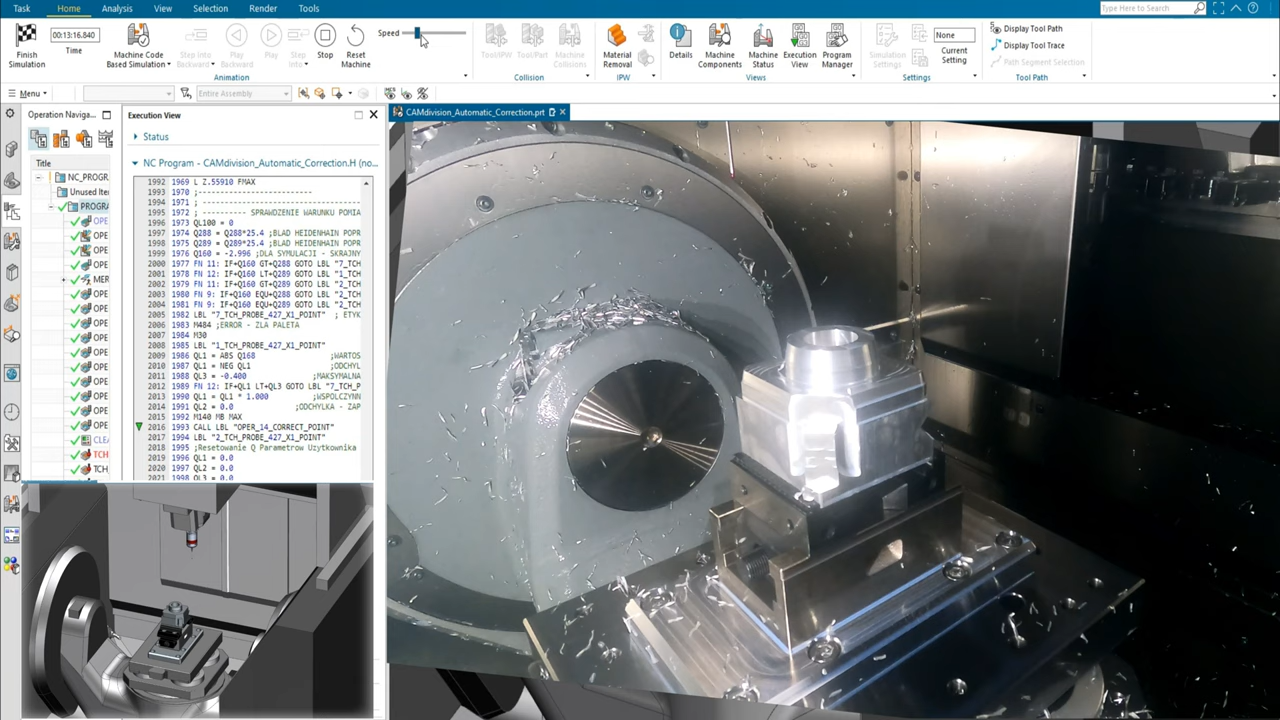 Task Home Analysis View Selection Render Tools
Type Here to Search
Finish Simulation
00:13:16.840
Time
Machine Code Based Simulation
Step Into Backward
Play Backward
Play
Step Into
Stop
Reset Machine
Speed
Animation
Tool/IPW
Tool/Part
Machine Collisions
Collision
Material Removal
IPW
Details
Machine Components
Machine Status
Execution View
Program Manager
Views
Simulation Settings
None
Current Setting
Settings
Display Tool Path
Display Tool Trace
Path Segment Selection
Tool Path
Menu
Entire Assembly
Operation Naviga...
Title
NC_PROGR
Unused Ite
PROGRA
OPE
OPE
OPE
OPE
MER
OPE
OPE
OPE
OPE
OPE
OPE
OPE
OPE
OPE
OPE
CLEA
TCH
TCH_
Execution View
Status
NC Program - CAMdivision_Automatic_Correction.H (no...
1992 1969 L Z.55910 FMAX
1993 1970 ;---------------------------
1994 1971 ;---------------------------------------
1995 1972 ; ---------- SPRAWDZENIE WARUNKU POMIA
1996 1973 QL100 = 0
1997 1974 Q288 = Q288*25.4 ;BLAD HEIDENHAIN POPR
1998 1975 Q289 = Q289*25.4 ;BLAD HEIDENHAIN POPR
1999 1976 Q160 = -2.996 ;DLA SYMULACJI - SKRAJNY
2000 1977 FN 11: IF+Q160 GT+Q288 GOTO LBL "7_TCH
2001 1978 FN 12: IF+Q160 LT+Q289 GOTO LBL "1_TCH
2002 1979 FN 11: IF+Q160 GT+Q289 GOTO LBL "2_TCH
2003 1980 FN 9: IF+Q160 EQU+Q288 GOTO LBL "2_TCH
2004 1981 FN 9: IF+Q160 EQU+Q289 GOTO LBL "2_TCH
2005 1982 LBL "7_TCH_PROBE_427_X1_POINT" ; ETYK
2006 1983 M484 ;ERROR - ZLA PALETA
2007 1984 M30
2008 1985 LBL "1_TCH_PROBE_427_X1_POINT"
2009 1986 QL1 = ABS Q168 ;WARTOS
2010 1987 QL1 = NEG QL1 ;ODCHYL
2011 1988 QL3 = -0.400 ;MAKSYMALNA
2012 1989 FN 12: IF+QL1 LT+QL3 GOTO LBL "7_TCH_P
2013 1990 QL1 = QL1 * 1.000 ;WSPOLCZYNN
2014 1991 QL2 = 0.0 ;ODCHYLKA - ZAP
2015 1992 M140 MB MAX
2016 1993 CALL LBL "OPER_14_CORRECT_POINT"
2017 1994 LBL "2_TCH_PROBE_427_X1_POINT"
2018 1995 ;Resetowanie Q Parametrow Uzytkownika
2019 1996 QL1 = 0.0
2020 1997 QL2 = 0.0
2021 1998 QL3 = 0.0
CAMdivision_Automatic_Correction.prt